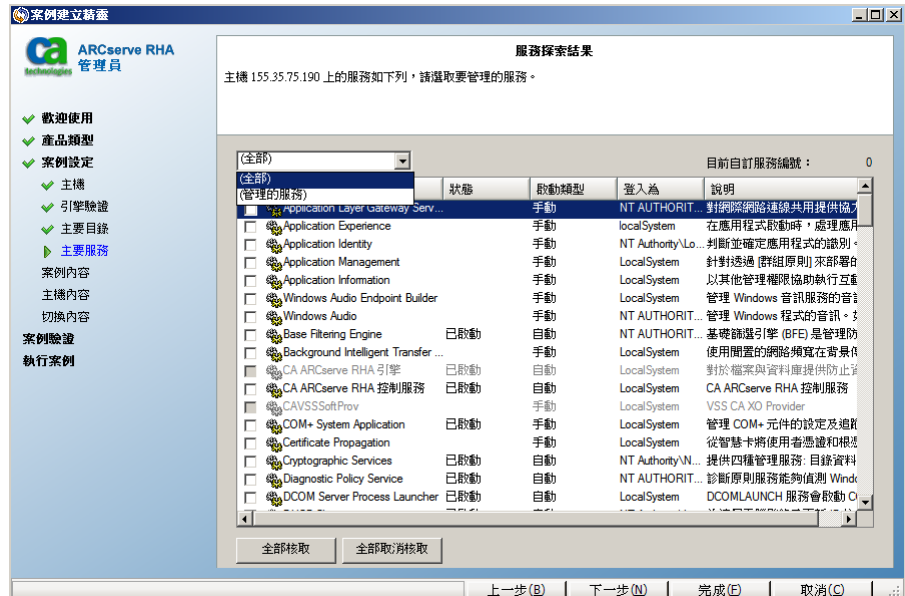 案例建立精靈
ca technologies
ARCserve RHA
管理員
歡迎使用
產品類型
案例設定
主機
引擎驗證
主要目錄
主要服務
案例內容
主機內容
切換內容
案例驗證
執行案例
服務探索結果
主機 155.35.75.190 上的服務如下列，請選取要管理的服務。
(全部)
目前自訂服務編號： 0
(全部)
(管理的服務)
狀態 啟動類型 登入為 說明
Application Layer Gateway Serv... 手動 NT AUTHORIT... 對網際網路連線共用提供協
Application Experience 手動 localSystem 在應用程式啟動時，處理應用
Application Identity 手動 NT Authority\Lo... 判斷並確定應用程式的識別。
Application Management 手動 LocalSystem 針對透過 [群組原則] 來部署的
Application Information 手動 LocalSystem 以其他管理權限協助執行互動
Windows Audio Endpoint Builder 手動 LocalSystem 管理 Windows 音訊服務的音
Windows Audio 手動 NT AUTHORIT... 管理 Windows 程式的音訊。
Base Filtering Engine 已啟動 自動 NT AUTHORIT... 基礎篩選引擎 (BFE) 是管理防
Background Intelligent Transfer ... 手動 LocalSystem 使用閒置的網路頻寬在背景
CA ARCserve RHA 引擎 已啟動 自動 LocalSystem 對於檔案與資料庫提供防止
CA ARCserve RHA 控制服務 已啟動 自動 LocalSystem CA ARCserve RHA 控制服務
CAVSSSoftProv 手動 LocalSystem VSS CA XO Provider
COM+ System Application 已啟動 手動 LocalSystem 管理 COM+ 元件的設定及追蹤
Certificate Propagation 手動 LocalSystem 從智慧卡將使用者憑證和根
Cryptographic Services 已啟動 自動 NT Authority\N... 提供四種管理服務: 目錄資料
Diagnostic Policy Service 已啟動 自動 NT AUTHORIT... 診斷原則服務能夠偵測 Windo
DCOM Server Process Launcher 已啟動 自動 LocalSystem DCOMLAUNCH 服務會啟動 C
全部核取
全部取消核取
上一步(B)
下一步(N)
完成(F)
取消(C)